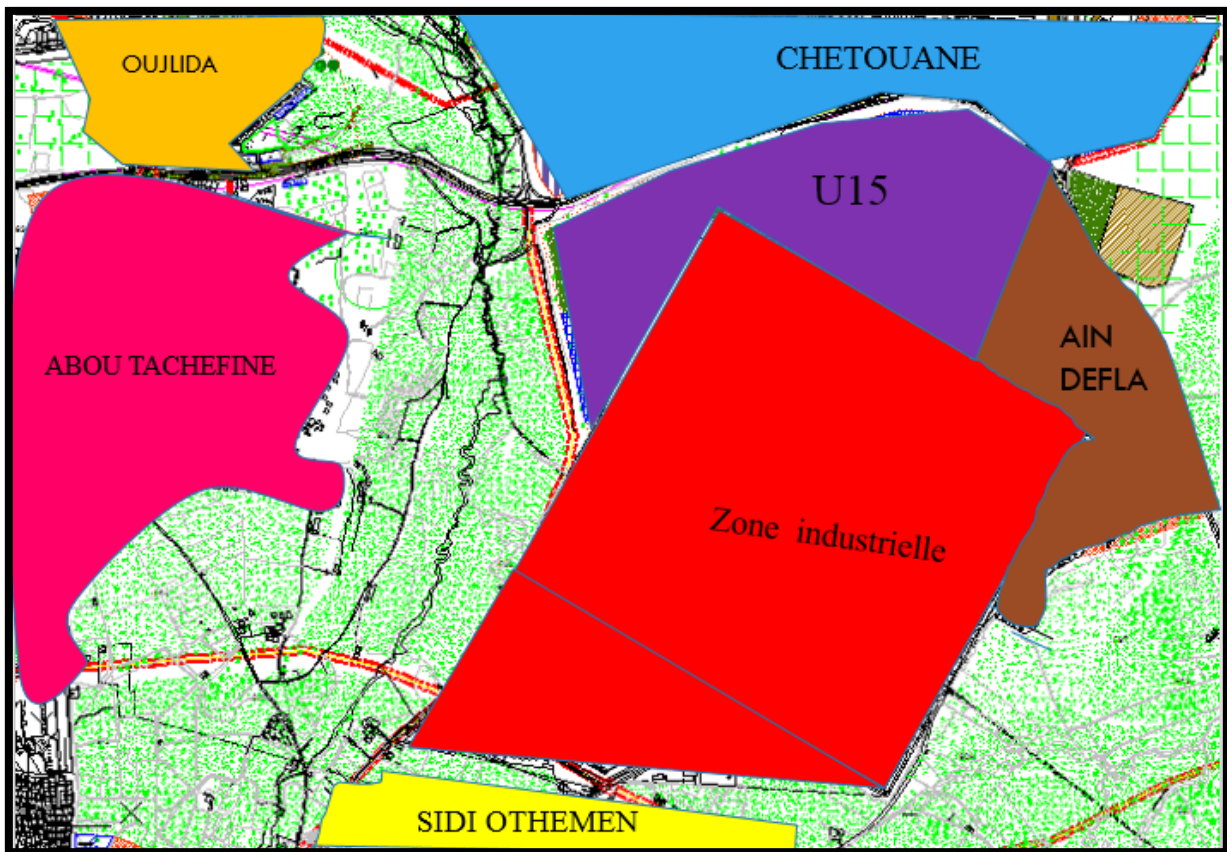 OUJLIDA
CHETOUANE
U15
ABOU TACHEFINE
AIN
DEFLA
Zone industrielle
SIDI OTHEMEN